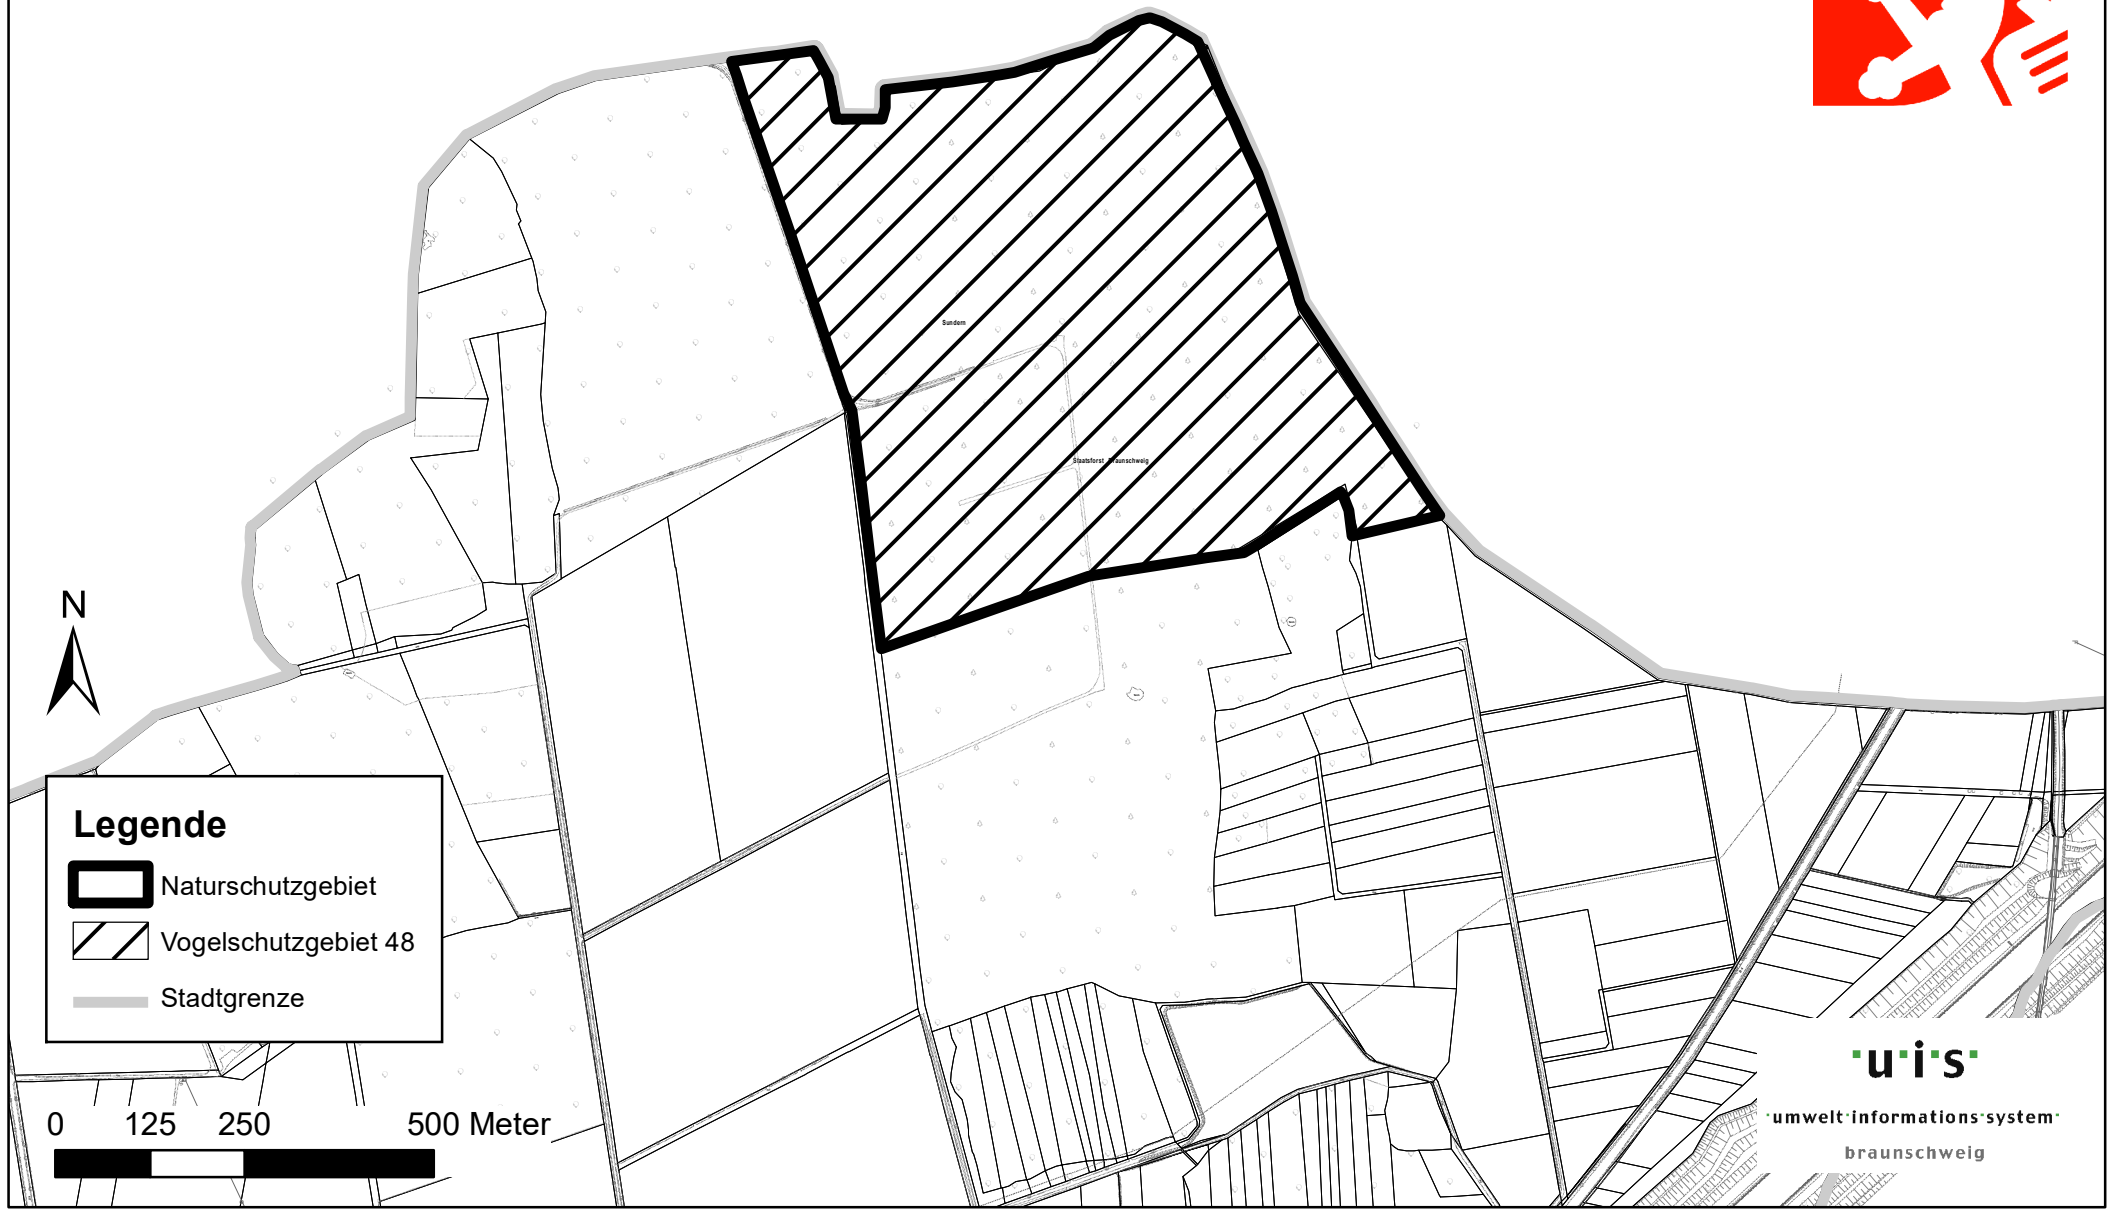 Sundern
Staatsforst Braunschweig
N
Legende
Naturschutzgebiet
Vogelschutzgebiet 48
Stadtgrenze
0 125 250 500 Meter
u·i·s
umwelt·informations·system
braunschweig